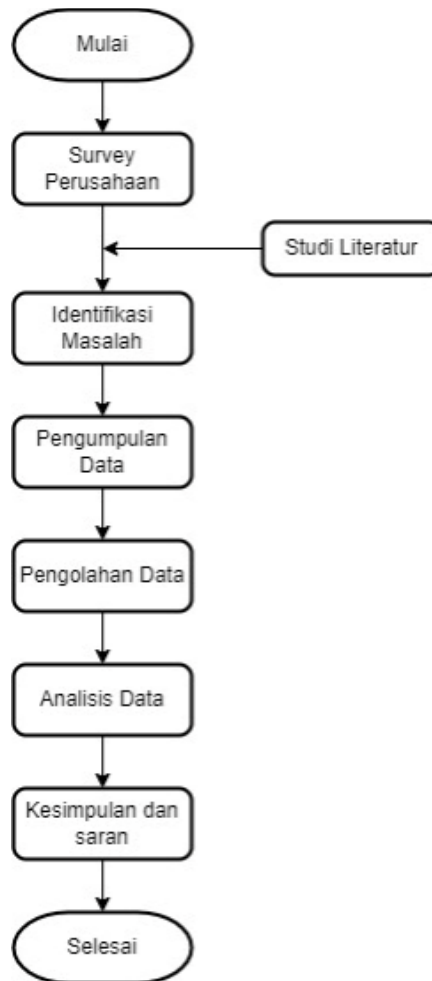 Mulai
Survey
Perusahaan
Studi Literatur
Identifikasi
Masalah
Pengumpulan
Data
Pengolahan Data
Analisis Data
Kesimpulan dan
saran
Selesai